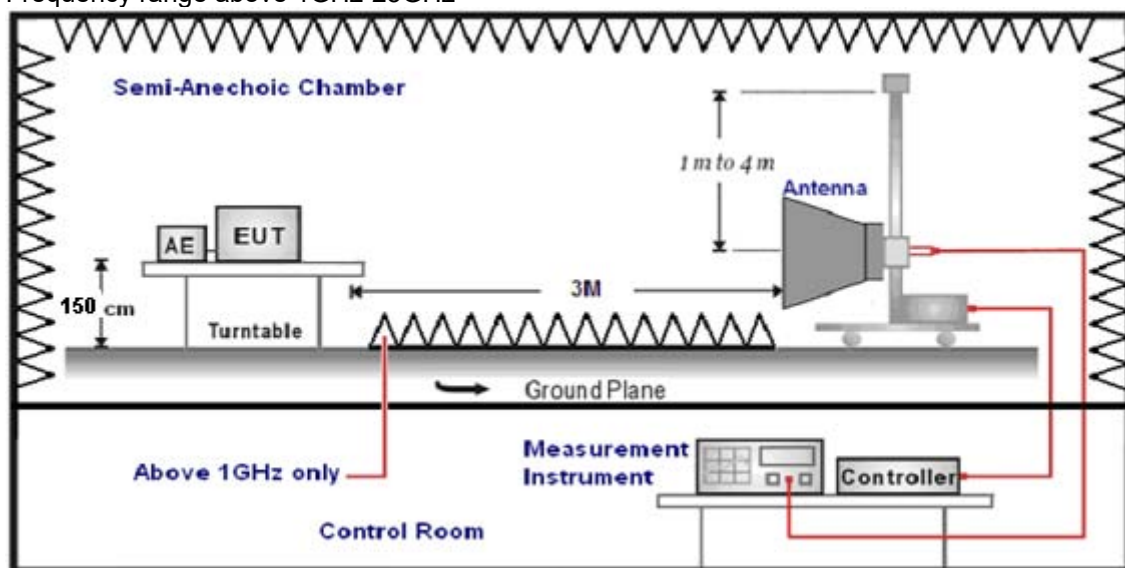 Frequency range above 1GHz-25GHz
Semi-Anechoic Chamber
1 m to 4 m
Antenna
AE
EUT
150 cm
3M
Turntable
Ground Plane
Above 1GHz only
Measurement
Instrument
Controller
Control Room